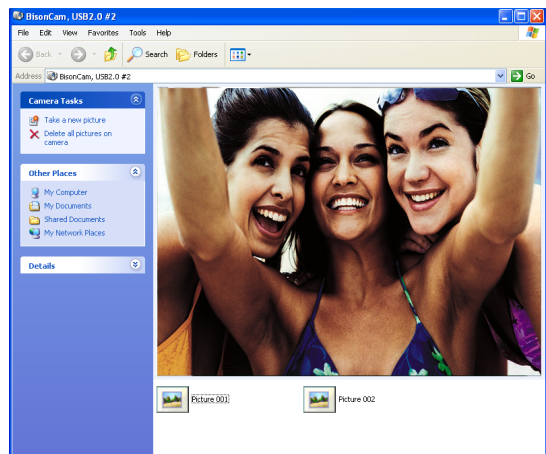 BisonCam, USB2.0 #2
File Edit View Favorites Tools Help
Back Search Folders
Address BisonCam, USB2.0 #2 Go
Camera Tasks
Take a new picture
Delete all pictures on
camera
Other Places
My Computer
My Documents
Shared Documents
My Network Places
Details
Picture 001 Picture 002